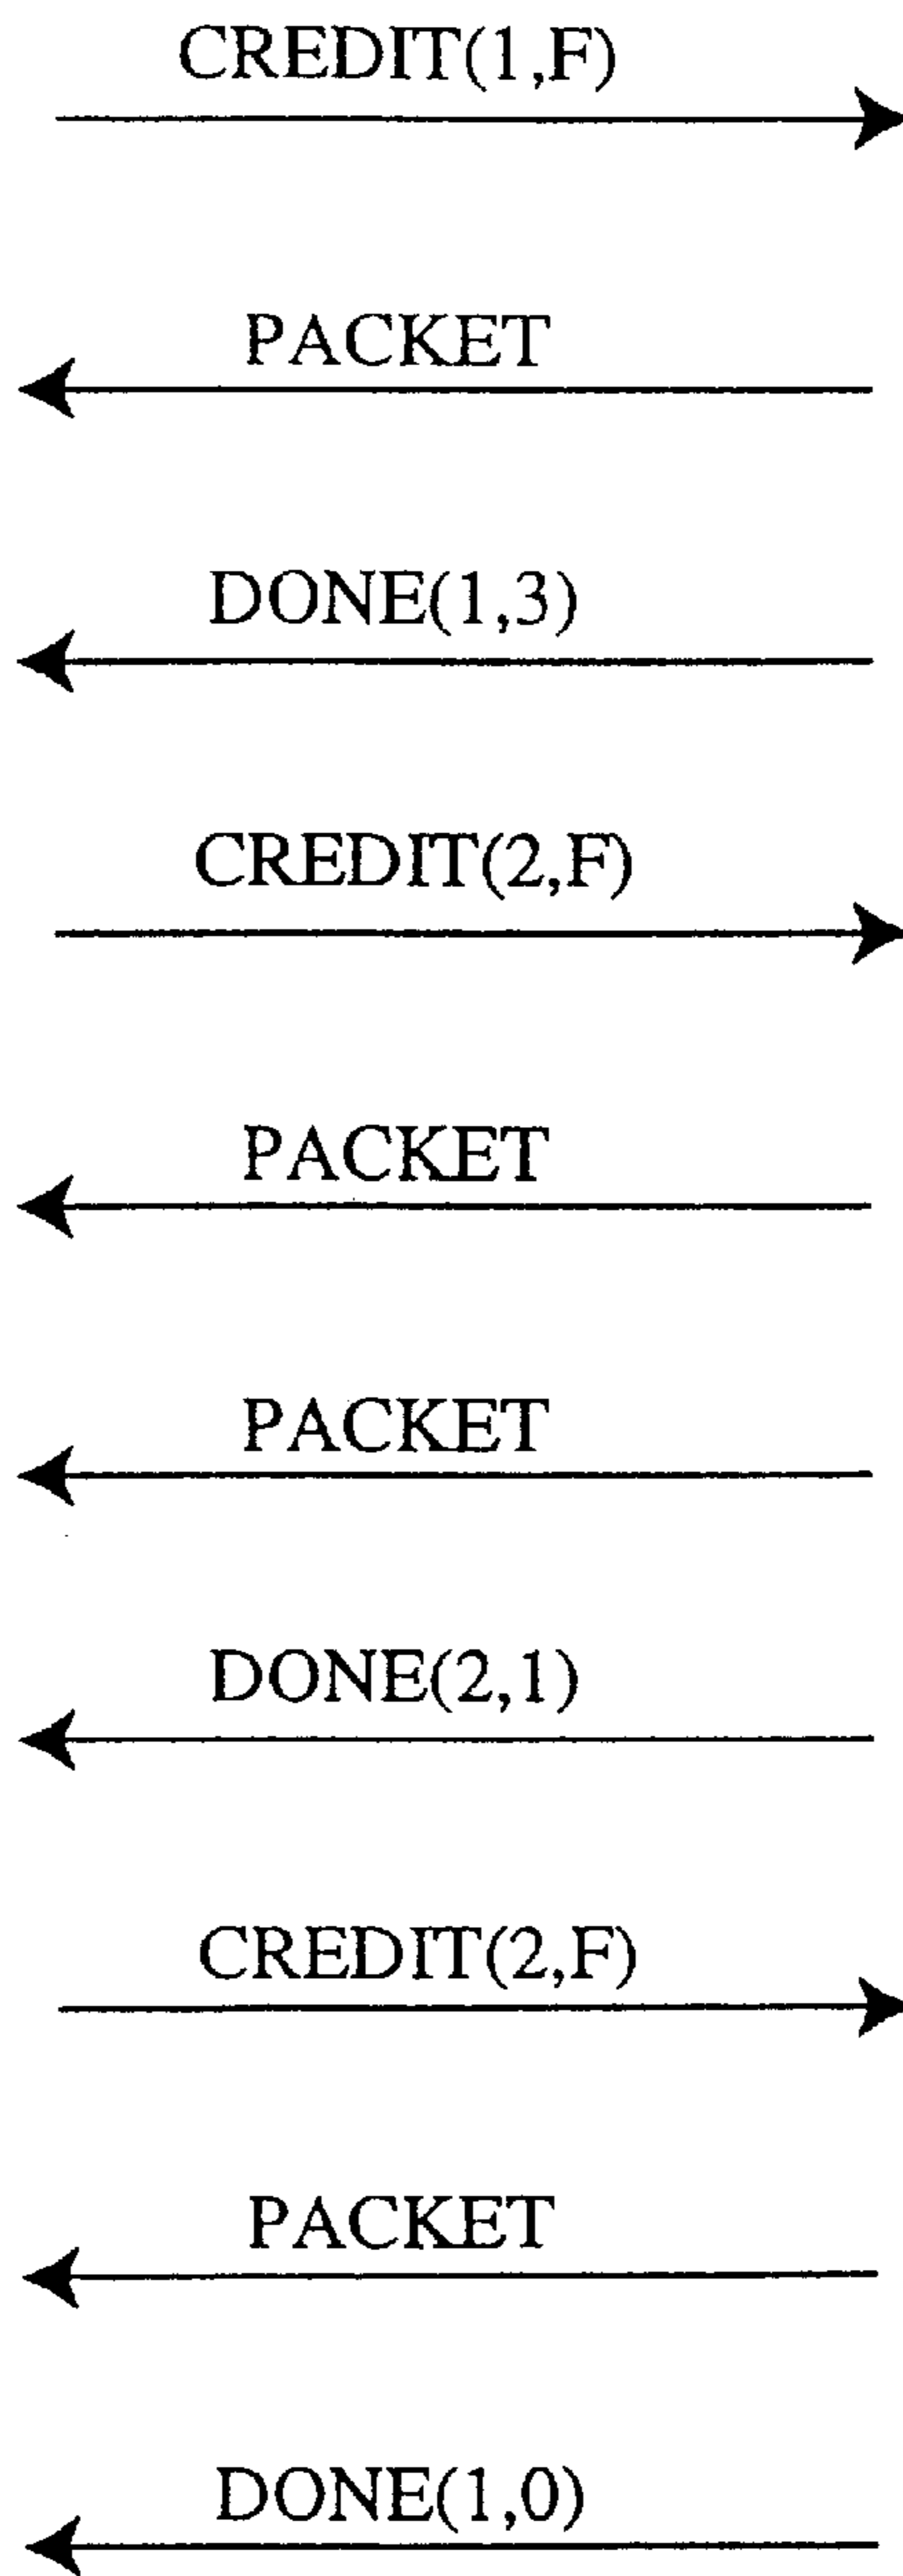 CREDIT(1,F)
PACKET
DONE(1,3)
CREDIT(2,F)
PACKET
PACKET
DONE(2,1)
CREDIT(2,F)
PACKET
DONE(1,0)